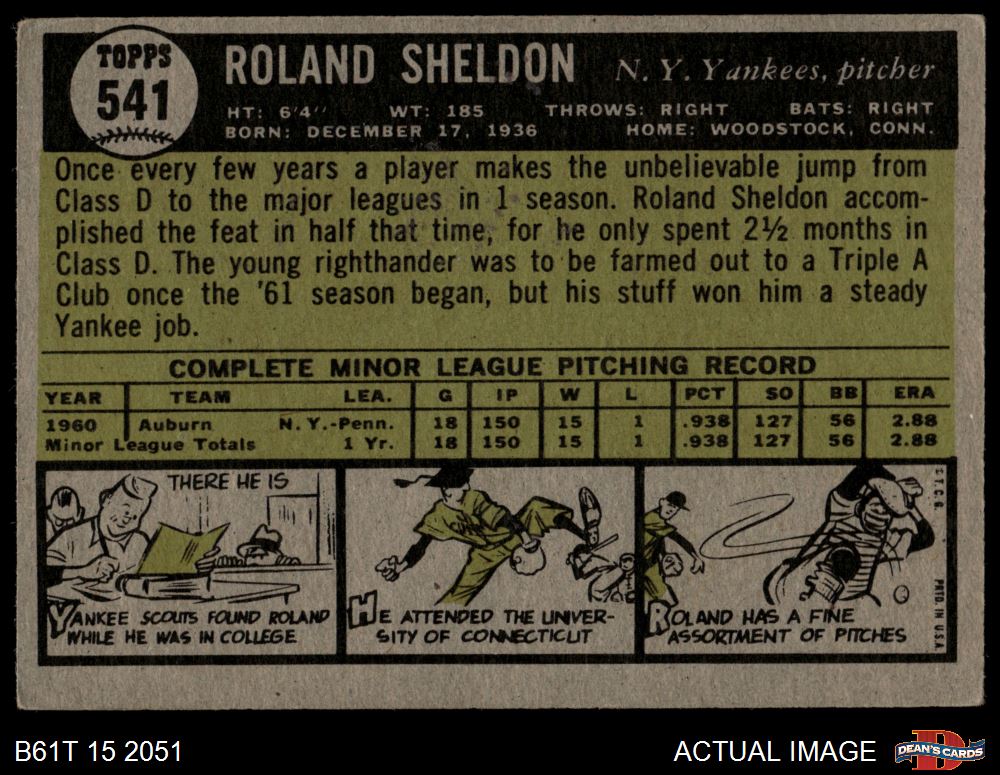 TOPPS
541
ROLAND SHELDON
N. Y. Yankees, pitcher
HT: 6'4" WT: 185 THROWS: RIGHT BATS: RIGHT
BORN: DECEMBER 17, 1936 HOME: WOODSTOCK, CONN.
Once every few years a player makes the unbelievable jump from
Class D to the major leagues in 1 season. Roland Sheldon accom-
plished the feat in half that time, for he only spent 2½ months in
Class D. The young righthander was to be farmed out to a Triple A
Club once the '61 season began, but his stuff won him a steady
Yankee job.
COMPLETE MINOR LEAGUE PITCHING RECORD
YEAR TEAM LEA. G IP W L PCT SO BB ERA
1960 Auburn N. Y.-Penn. 18 150 15 1 .938 127 56 2.88
Minor League Totals 1 Yr. 18 150 15 1 .938 127 56 2.88
THERE HE IS
YANKEE SCOUTS FOUND ROLAND
WHILE HE WAS IN COLLEGE
HE ATTENDED THE UNIVER-
SITY OF CONNECTICUT
ROLAND HAS A FINE
ASSORTMENT OF PITCHES
© T.C.G. PRTD. IN U.S.A.
B61T 15 2051
ACTUAL IMAGE
D
DEAN'S CARDS